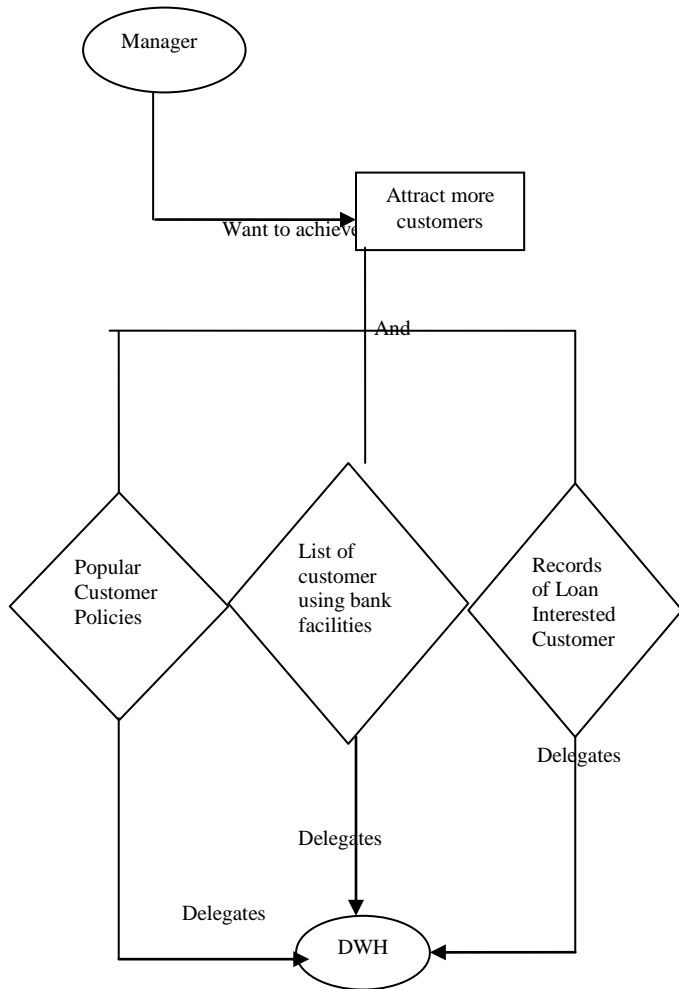 Manager
Attract more
customers
Want to achieve
And
Popular
Customer
Policies
List of
customer
using bank
facilities
Records
of Loan
Interested
Customer
Delegates
Delegates
Delegates
DWH